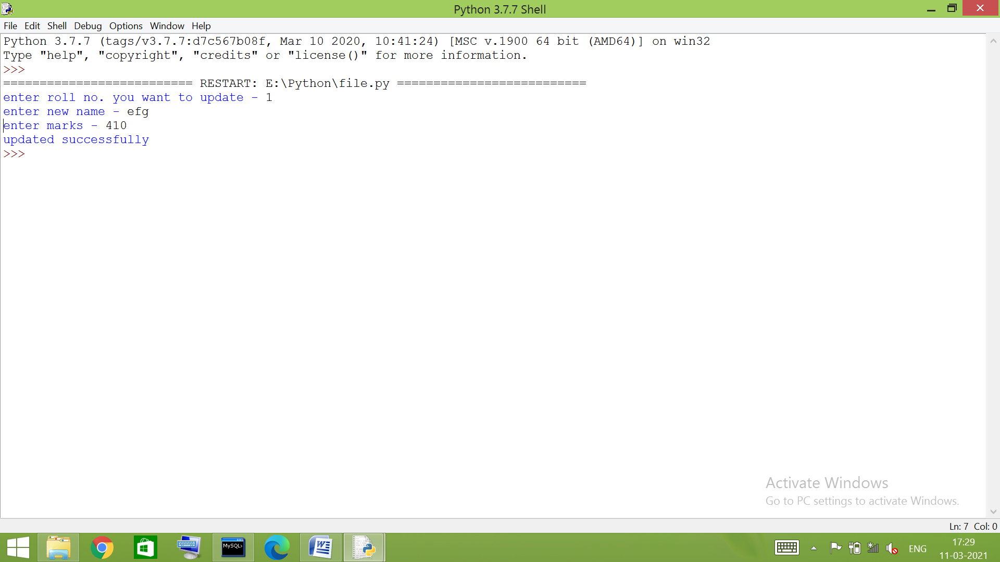 Python 3.7.7 Shell
File Edit Shell Debug Options Window Help
Python 3.7.7 (tags/v3.7.7:d7c567b08f, Mar 10 2020, 10:41:24) [MSC v.1900 64 bit (AMD64)] on win32
Type "help", "copyright", "credits" or "license()" for more information.
>>>
========================== RESTART: E:\Python\file.py ==========================
enter roll no. you want to update - 1
enter new name - efg
enter marks - 410
updated successfully
>>>
Activate Windows
Go to PC settings to activate Windows.
Ln: 7 Col: 0
MySQL>
W
ENG
17:29
11-03-2021